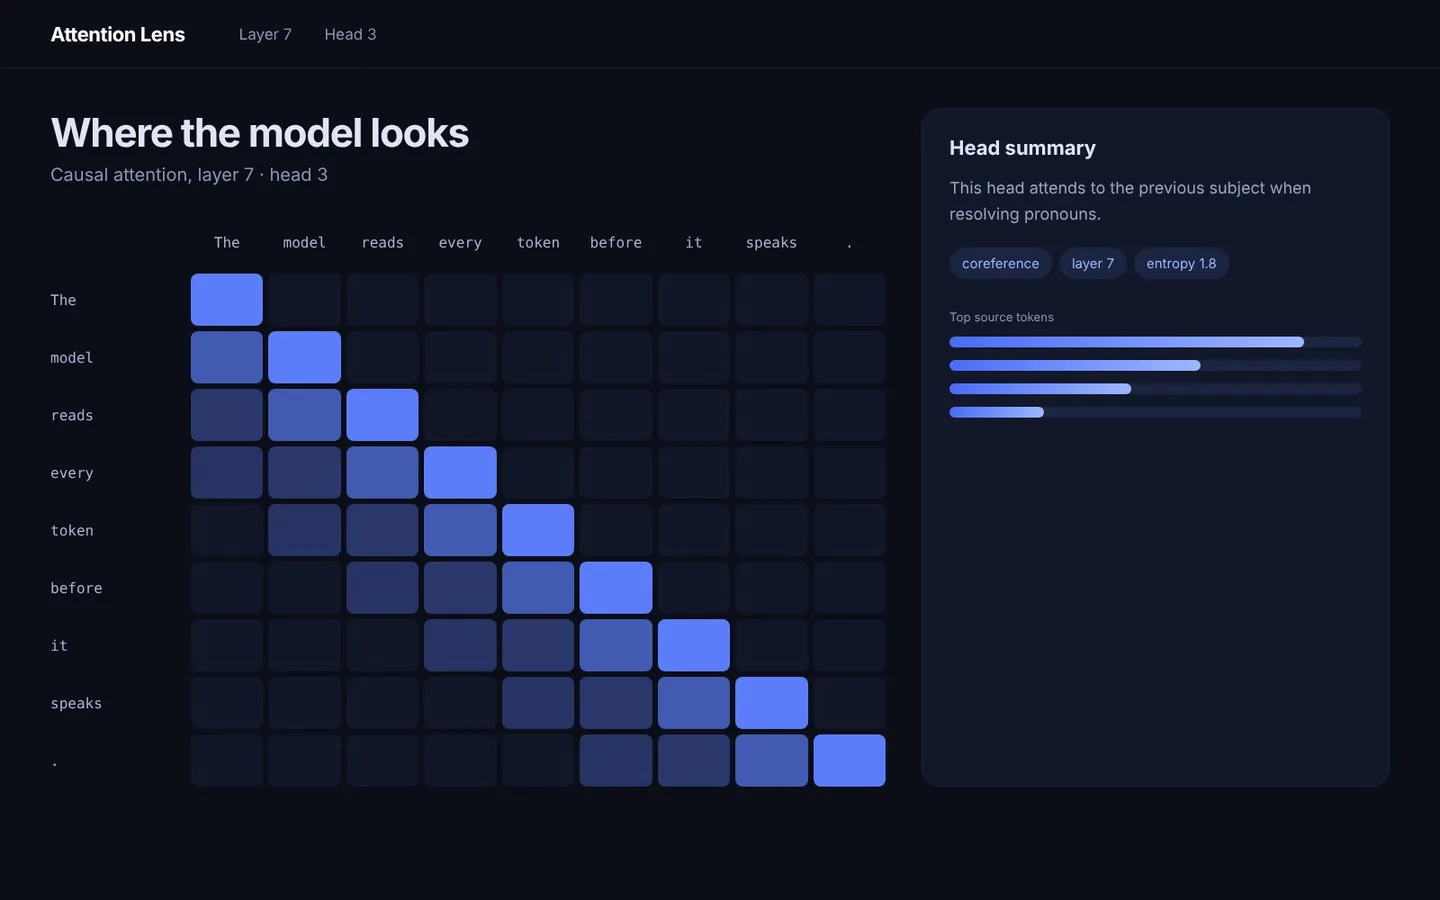 Attention Lens Layer 7 Head 3
Where the model looks
Causal attention, layer 7 · head 3
The model reads every token before it speaks .
The
model
reads
every
token
before
it
speaks
.
Head summary
This head attends to the previous subject when
resolving pronouns.
coreference layer 7 entropy 1.8
Top source tokens